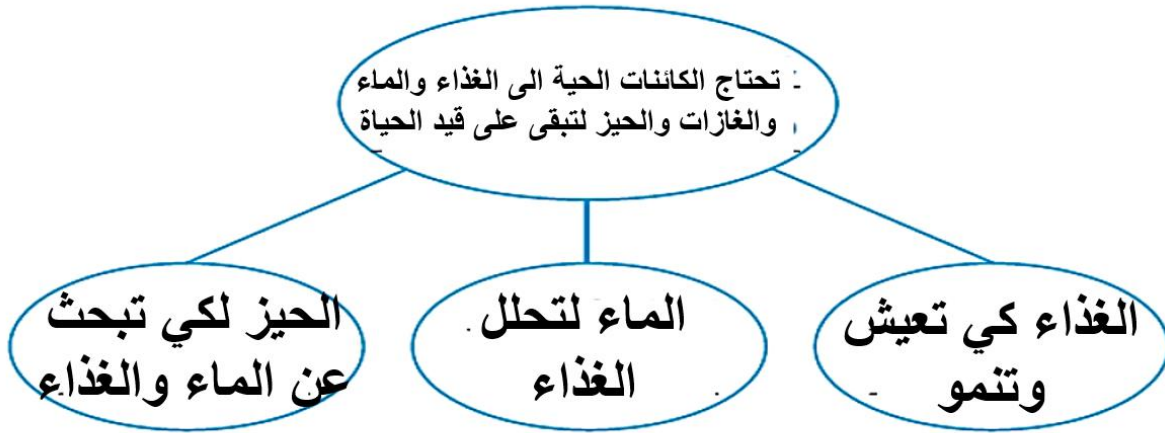 تحتاج الكائنات الحية الى الغذاء والماء
والغازات والحيز لتبقى على قيد الحياة
الغذاء كي تعيش
وتنمو
الماء لتحلل
الغذاء
الحيز لكي تبحث
عن الماء والغذاء